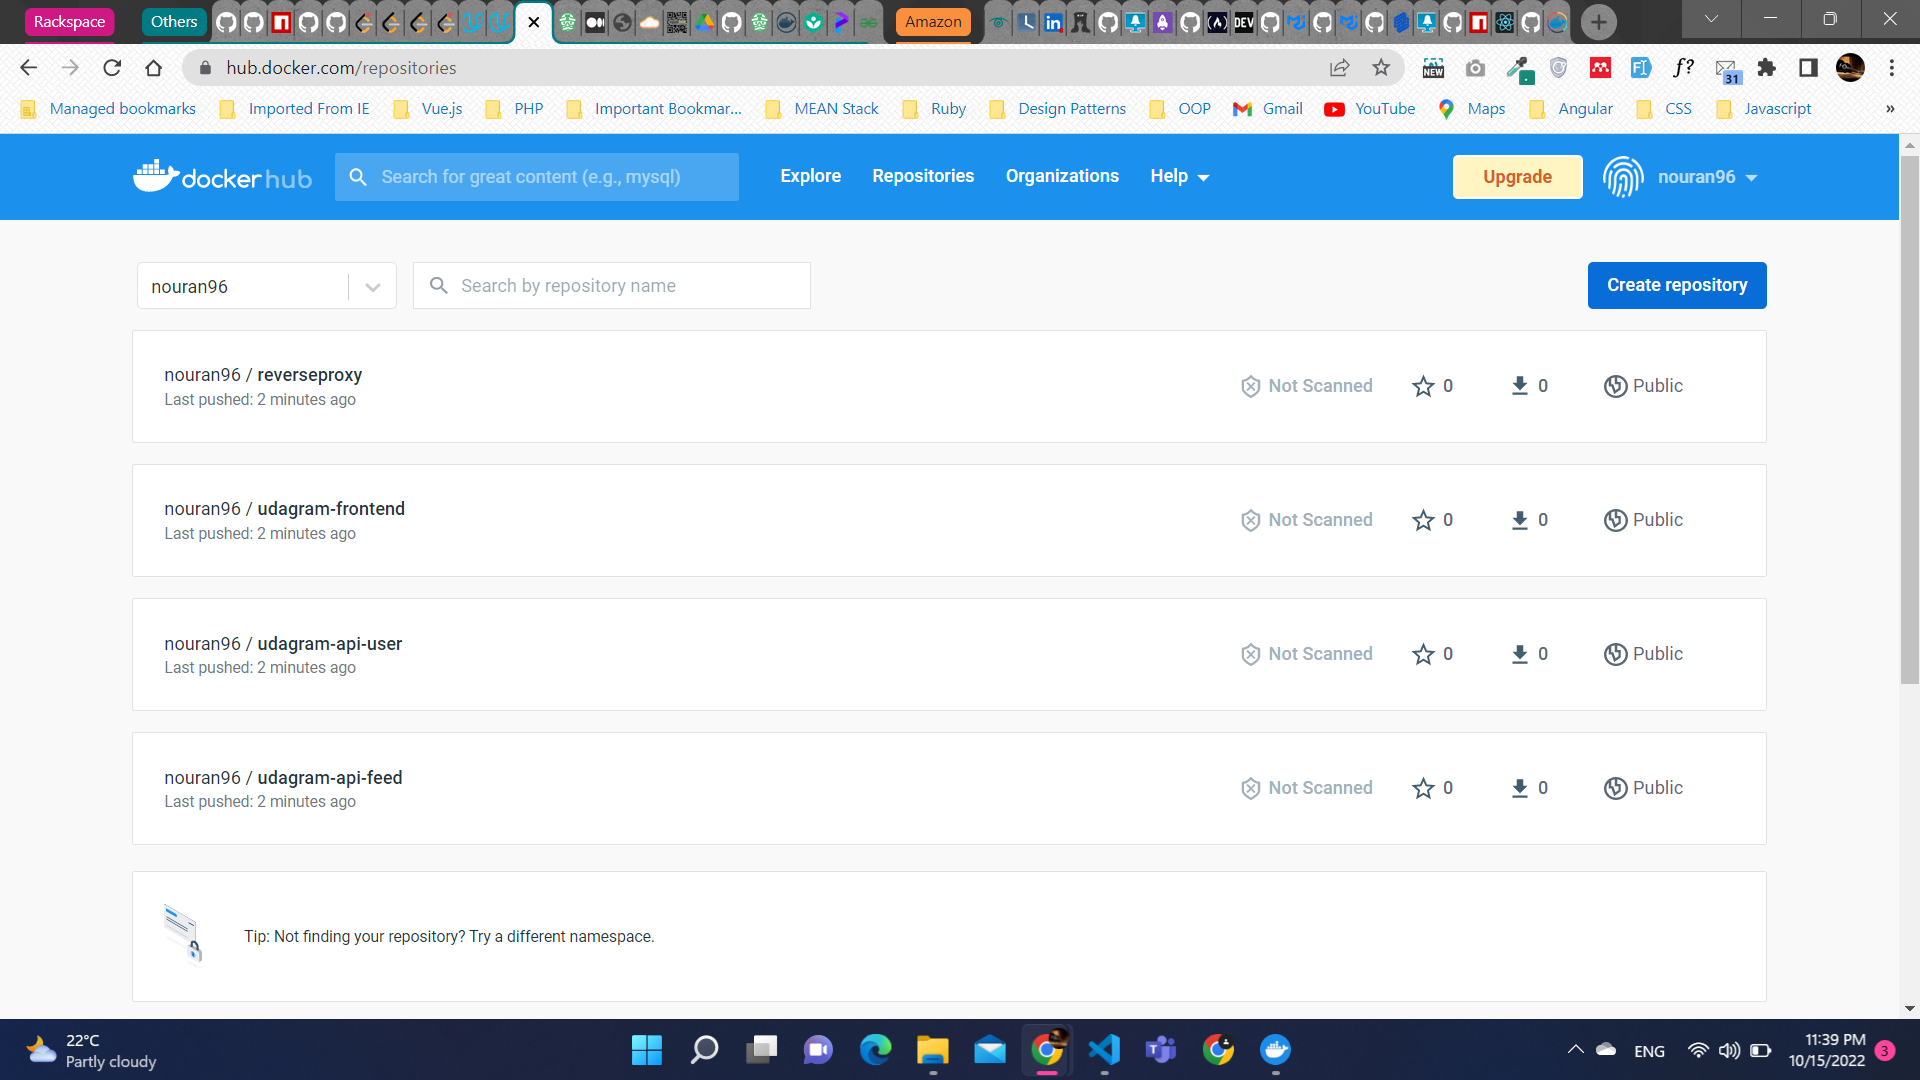 Rackspace
Others
Amazon
DEV
hub.docker.com/repositories
NEW
31
f?
Managed bookmarks
Imported From IE
Vue.js
PHP
Important Bookmar...
MEAN Stack
Ruby
Design Patterns
OOP
Gmail
YouTube
Maps
Angular
CSS
Javascript
»
docker hub
Search for great content (e.g., mysql)
Explore
Repositories
Organizations
Help
Upgrade
nouran96
nouran96
Search by repository name
Create repository
nouran96 / reverseproxy
Last pushed: 2 minutes ago
Not Scanned
0
0
Public
nouran96 / udagram-frontend
Last pushed: 2 minutes ago
Not Scanned
0
0
Public
nouran96 / udagram-api-user
Last pushed: 2 minutes ago
Not Scanned
0
0
Public
nouran96 / udagram-api-feed
Last pushed: 2 minutes ago
Not Scanned
0
0
Public
Tip: Not finding your repository? Try a different namespace.
22°C
Partly cloudy
ENG
11:39 PM
10/15/2022
3